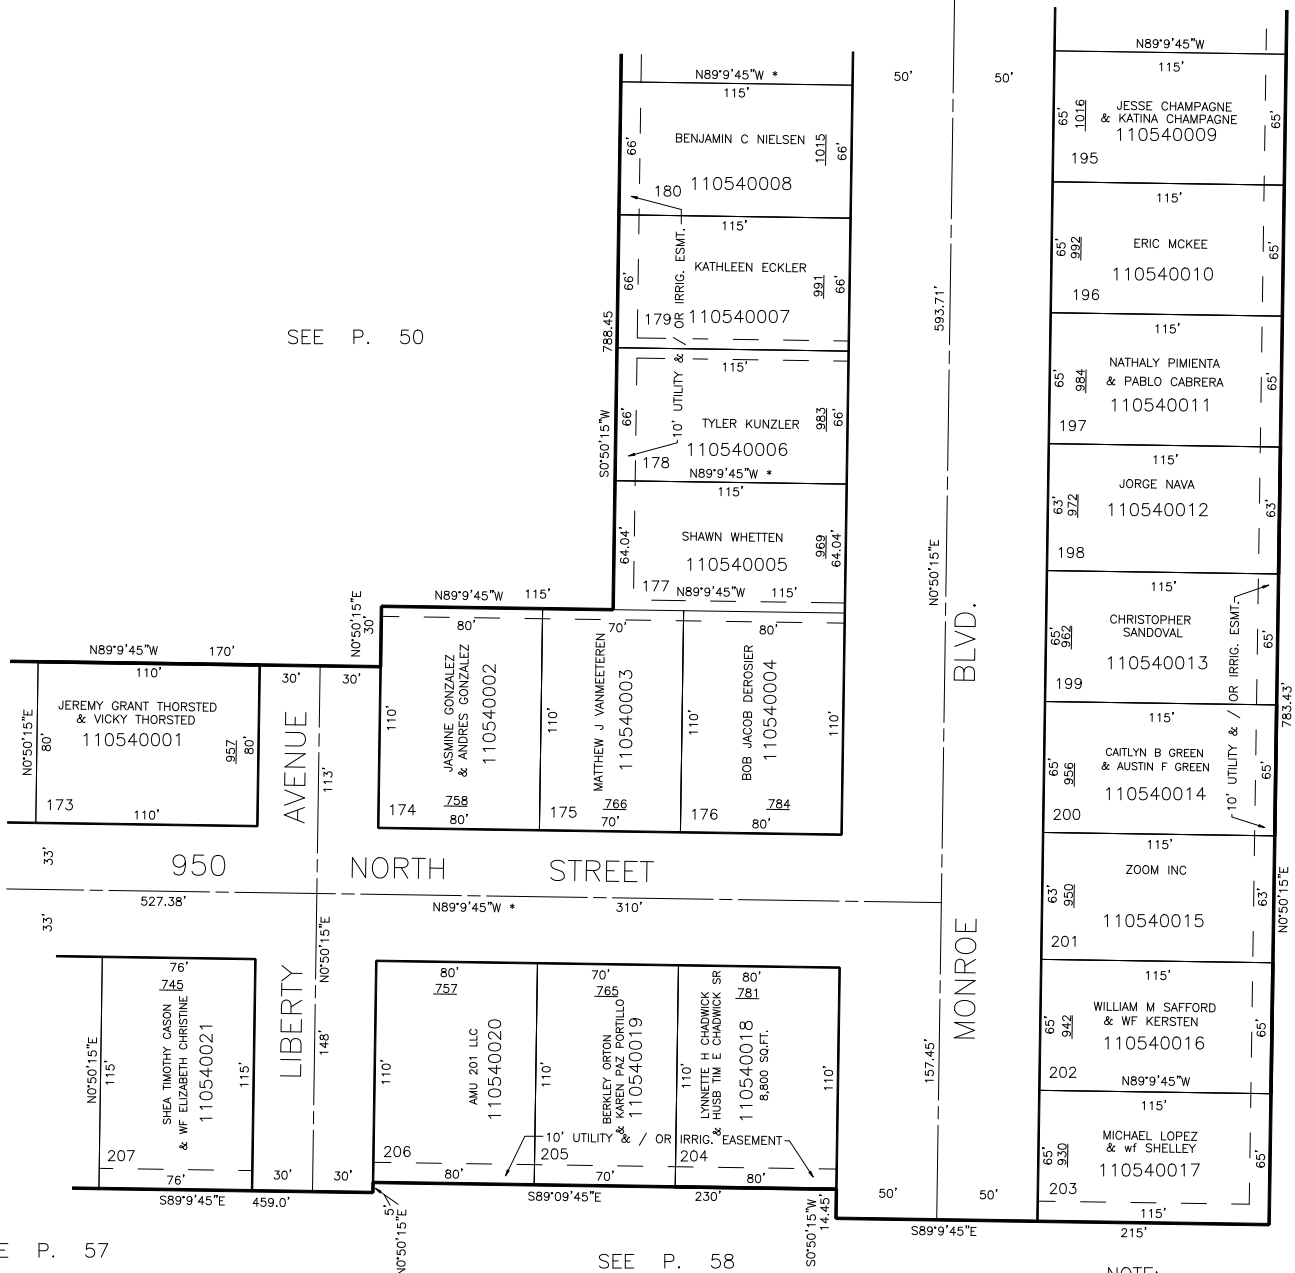 N89°9'45"W
115'
JESSE CHAMPAGNE
& KATINA CHAMPAGNE
110540009
1016
65'
65'
195
50'
50'
N89°9'45"W *
115'
BENJAMIN C NIELSEN
1015
66'
66'
180
110540008
115'
KATHLEEN ECKLER
991
66'
66'
179
110540007
10' UTILITY & / OR IRRIG. ESMT.
115'
TYLER KUNZLER
983
66'
66'
110540006
178
N89°9'45"W *
115'
SHAWN WHETTEN
969
64.04'
64.04'
110540005
177
N89°9'45"W 115'
788.45
S0°50'15"W
SEE P. 50
593.71'
N0°50'15"E
115'
ERIC MCKEE
992
65'
65'
110540010
196
115'
NATHALY PIMIENTA
& PABLO CABRERA
984
65'
65'
110540011
197
115'
JORGE NAVA
972
63'
63'
110540012
198
115'
CHRISTOPHER
SANDOVAL
962
65'
65'
110540013
199
10' UTILITY & / OR IRRIG. ESMT.
783.43'
115'
CAITLYN B GREEN
& AUSTIN F GREEN
956
65'
65'
110540014
200
115'
ZOOM INC
950
63'
63'
110540015
201
N0°50'15"E
115'
WILLIAM M SAFFORD
& WF KERSTEN
942
65'
65'
110540016
202
N89°9'45"W
115'
MICHAEL LOPEZ
& wf SHELLEY
930
65'
65'
110540017
203
115'
S89°9'45"E 215'
N89°9'45"W 170'
110'
JEREMY GRANT THORSTED
& VICKY THORSTED
110540001
957
80'
80'
N0°50'15"E
173
110'
30'
30'
N0°50'15"E
30'
N89°9'45"W 115'
80'
JASMINE GONZALEZ
& ANDRES GONZALEZ
110540002
110'
174
758
80'
70'
MATTHEW J VANMEETEREN
110540003
110'
175
766
70'
80'
BOB JACOB DEROSIER
110540004
110'
110'
176
784
80'
AVENUE
113'
33'
33'
950 NORTH STREET
527.38'
N89°9'45"W * 310'
BLVD.
MONROE
157.45'
50'
50'
LIBERTY
N0°50'15"E
148'
76'
745
SHEA TIMOTHY CASON
& WF ELIZABETH CHRISTINE
110540021
115'
115'
N0°50'15"E
207
76'
30'
30'
S89°9'45"E 459.0'
5'
N0°50'15"E
80'
757
AMU 201 LLC
110540020
110'
206
80'
70'
765
BERKLEY ORTON
& KAREN PAZ PORTILLO
110540019
110'
205
70'
80'
781
LYNNETTE H CHADWICK
& HUSB TIM E CHADWICK SR
110540018
8,800 SQ.FT.
110'
110'
204
80'
10' UTILITY & / OR IRRIG. EASEMENT
S89°09'45"E 230'
S0°50'15"W
14.45'
E P. 57
SEE P. 58
NOTE: